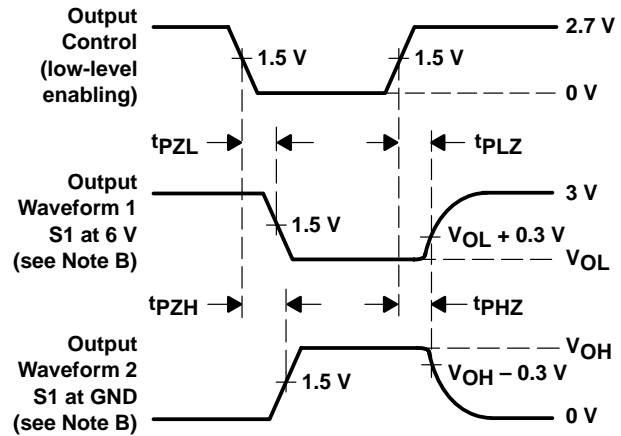 Output
Control
(low-level
enabling)
1.5 V
1.5 V
2.7 V
0 V
tPZL
tPLZ
Output
Waveform 1
S1 at 6 V
(see Note B)
1.5 V
3 V
VOL + 0.3 V
VOL
tPZH
tPHZ
Output
Waveform 2
S1 at GND
(see Note B)
1.5 V
VOH
VOH – 0.3 V
0 V